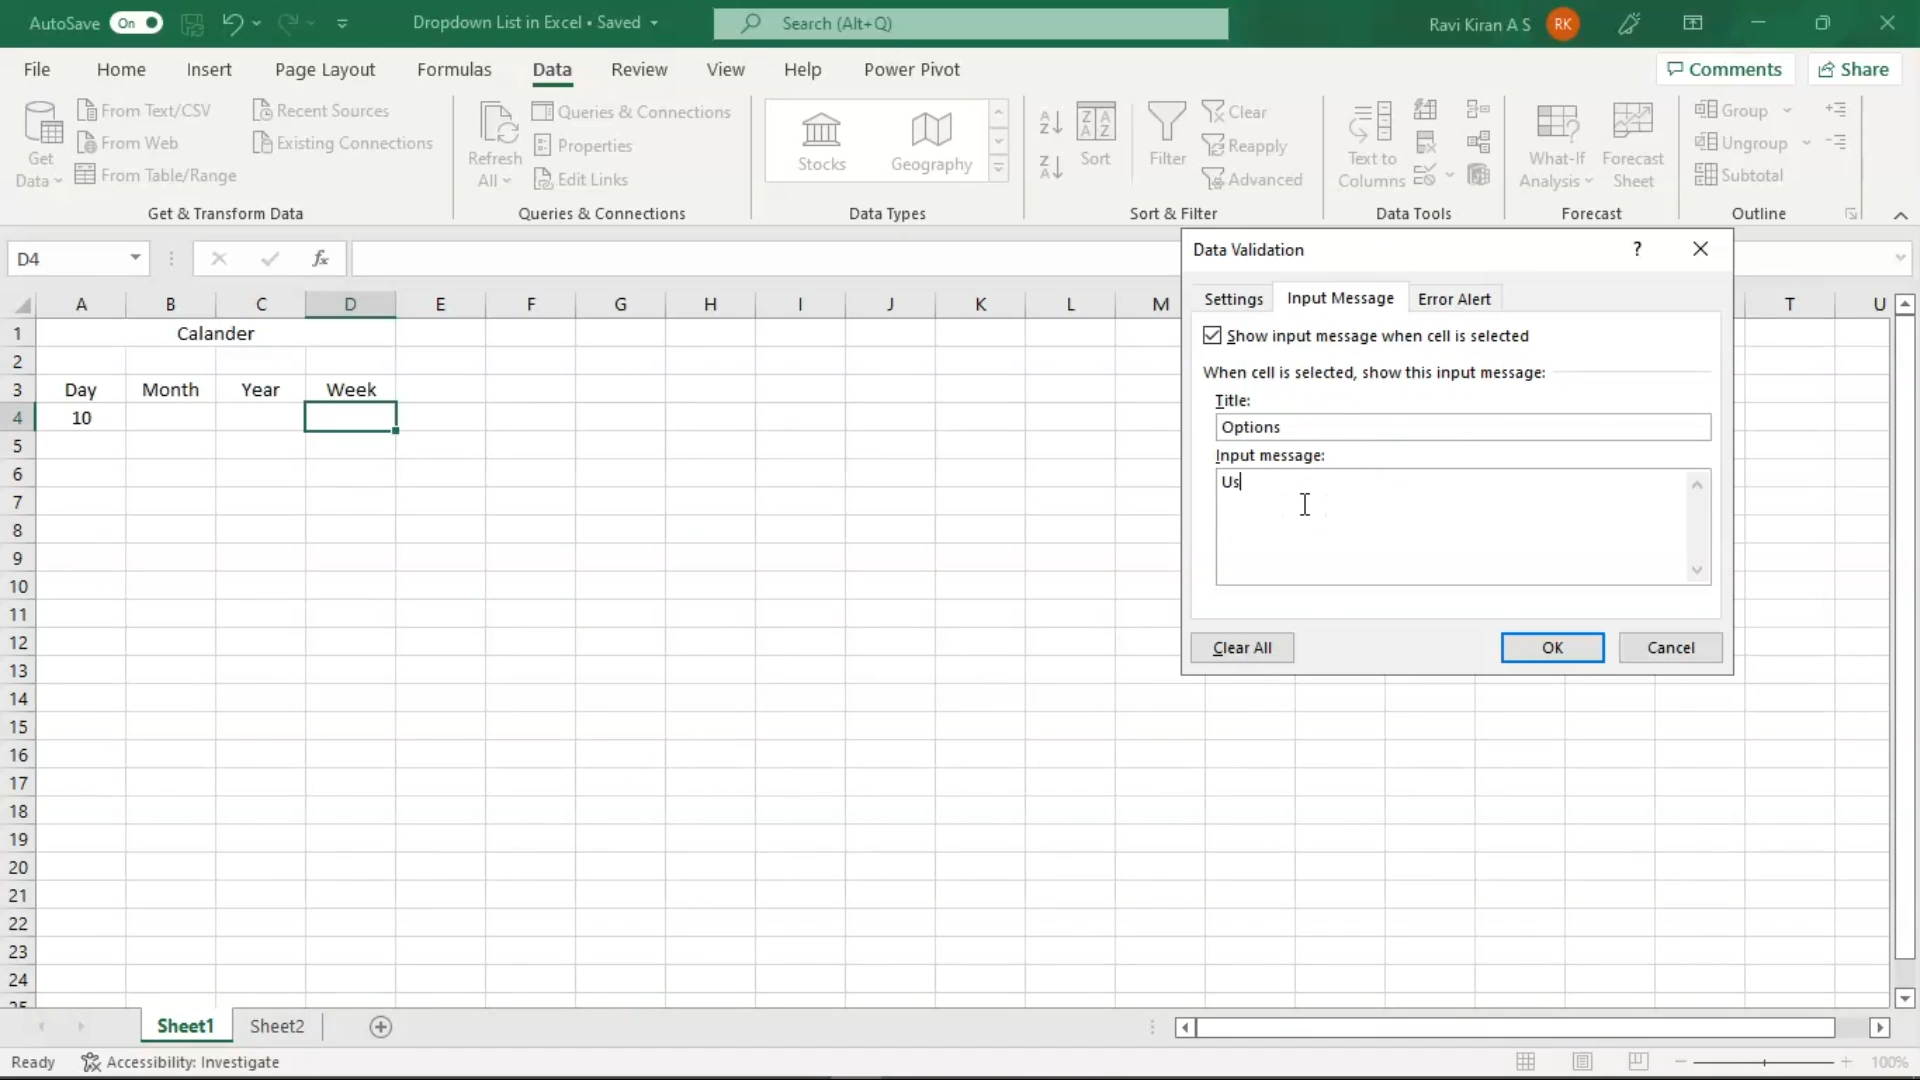 AutoSave On Dropdown List in Excel • Saved Search (Alt+Q) Ravi Kiran A S RK
File Home Insert Page Layout Formulas Data Review View Help Power Pivot Comments Share
Get Data
From Text/CSV
From Web
From Table/Range
Recent Sources
Existing Connections
Get & Transform Data
Refresh All
Queries & Connections
Properties
Edit Links
Queries & Connections
Stocks Geography
Data Types
A Z
Z A
Z A A Z
Sort
Filter
Clear
Reapply
Advanced
Sort & Filter
Text to Columns
Data Tools
What-If Analysis
Forecast Sheet
Forecast
Group
Ungroup
Subtotal
Outline
D4 fx
A B C D E F G H I J K L M T U
1 Calander
2
3 Day Month Year Week
4 10
5
6
7
8
9
10
11
12
13
14
15
16
17
18
19
20
21
22
23
24
25
Data Validation ?
Settings Input Message Error Alert
Show input message when cell is selected
When cell is selected, show this input message:
Title:
Options
Input message:
Us
Clear All OK Cancel
Sheet1 Sheet2
Ready Accessibility: Investigate 100%